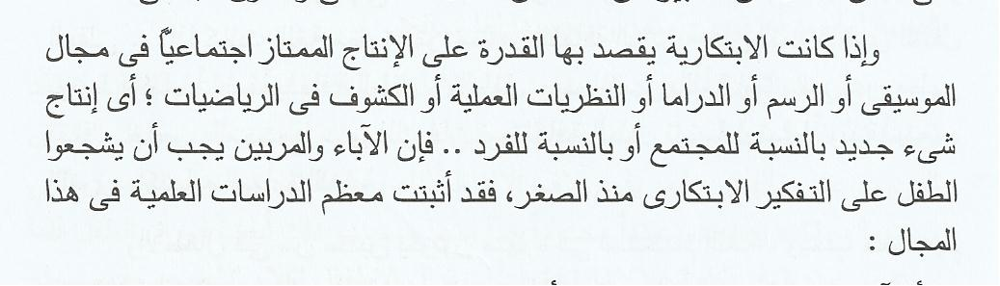 وإذا كانت الابتكارية يقصد بها القدرة على الإنتاج الممتاز اجتماعيًّا فى مجال
الموسيقى أو الرسم أو الدراما أو النظريات العملية أو الكشوف فى الرياضيات ؛ أى إنتاج
شىء جديد بالنسبة للمجتمع أو بالنسبة للفرد .. فإن الآباء والمربين يجب أن يشجعوا
الطفل على التفكير الابتكارى منذ الصغر، فقد أثبتت معظم الدراسات العلمية فى هذا
المجال :